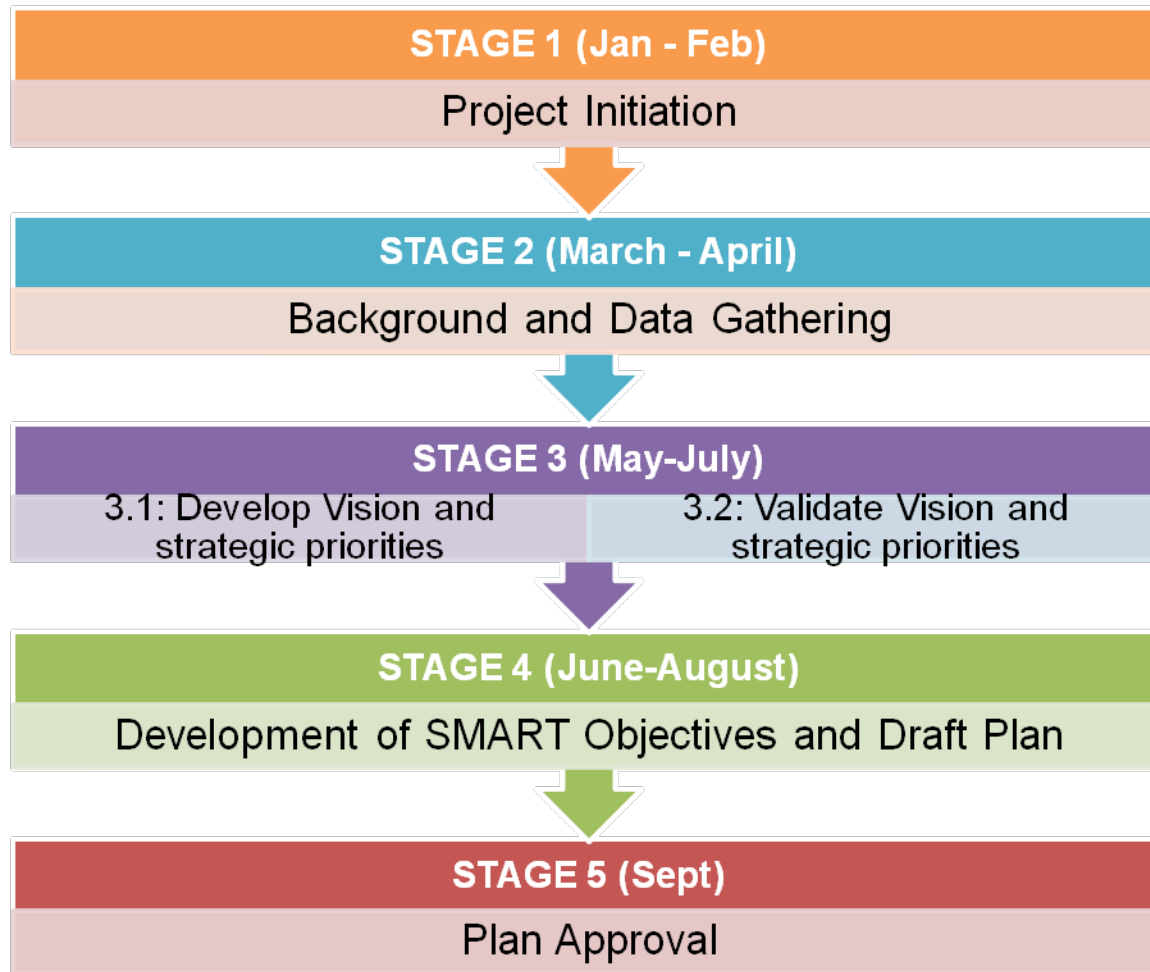 STAGE 1 (Jan - Feb)
Project Initiation
STAGE 2 (March - April)
Background and Data Gathering
STAGE 3 (May-July)
3.1: Develop Vision and
strategic priorities
3.2: Validate Vision and
strategic priorities
STAGE 4 (June-August)
Development of SMART Objectives and Draft Plan
STAGE 5 (Sept)
Plan Approval